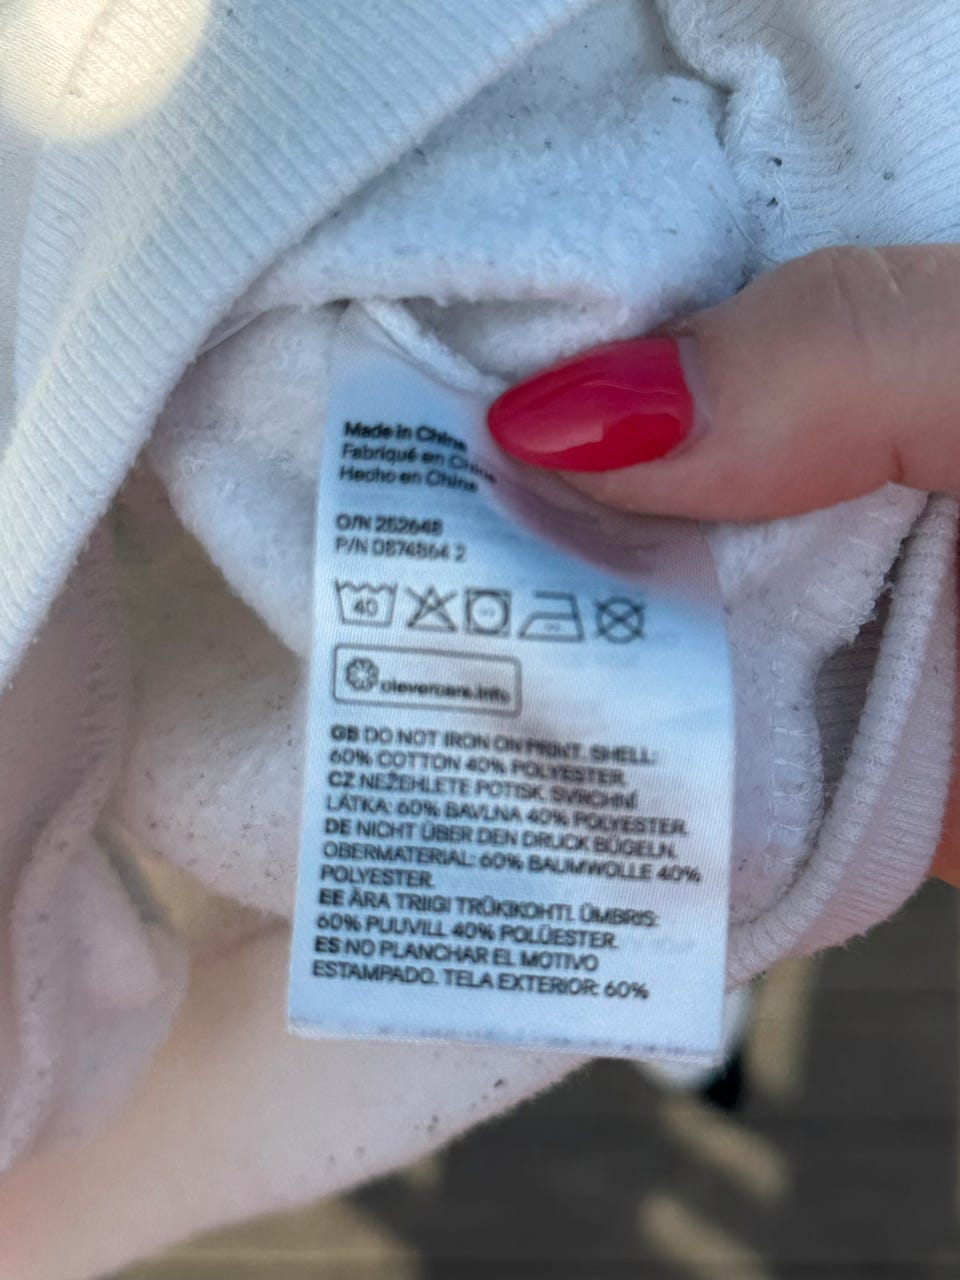 Made in China
Fabriqué en China
Hecho en China
O/N 252648
P/N 0874564 2
40
clevercare.info
GB DO NOT IRON ON PRINT. SHELL:
60% COTTON 40% POLYESTER.
CZ NEŽEHLETE POTISK. SVRCHNÍ
LÁTKA: 60% BAVLNA 40% POLYESTER.
DE NICHT ÜBER DEN DRUCK BÜGELN.
OBERMATERIAL: 60% BAUMWOLLE 40%
POLYESTER.
EE ÄRA TRIIGI TRÜKIKOHTI. ÜMBRIS:
60% PUUVILL 40% POLÜESTER.
ES NO PLANCHAR EL MOTIVO
ESTAMPADO. TELA EXTERIOR: 60%